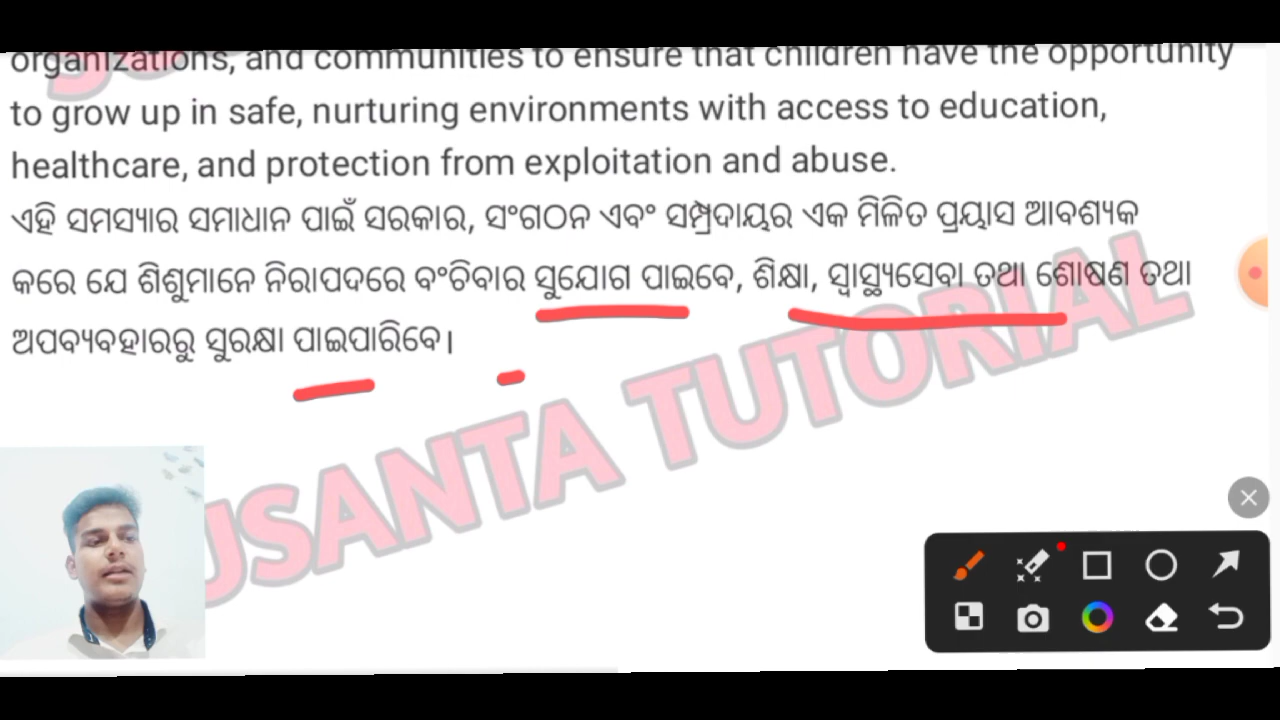 organizations, and communities to ensure that children have the opportunity
to grow up in safe, nurturing environments with access to education,
healthcare, and protection from exploitation and abuse.
ଏହି ସମସ୍ୟାର ସମାଧାନ ପାଇଁ ସରକାର, ସଂଗଠନ ଏବଂ ସମ୍ପ୍ରଦାୟର ଏକ ମିଳିତ ପ୍ରୟାସ ଆବଶ୍ୟକ
କରେ ଯେ ଶିଶୁମାନେ ନିରାପଦରେ ବଂଚିବାର ସୁଯୋଗ ପାଇବେ, ଶିକ୍ଷା, ସ୍ୱାସ୍ଥ୍ୟସେବା ତଥା ଶୋଷଣ ତଥା
ଅପବ୍ୟବହାରରୁ ସୁରକ୍ଷା ପାଇପାରିବେ।
USANTA TUTORIAL